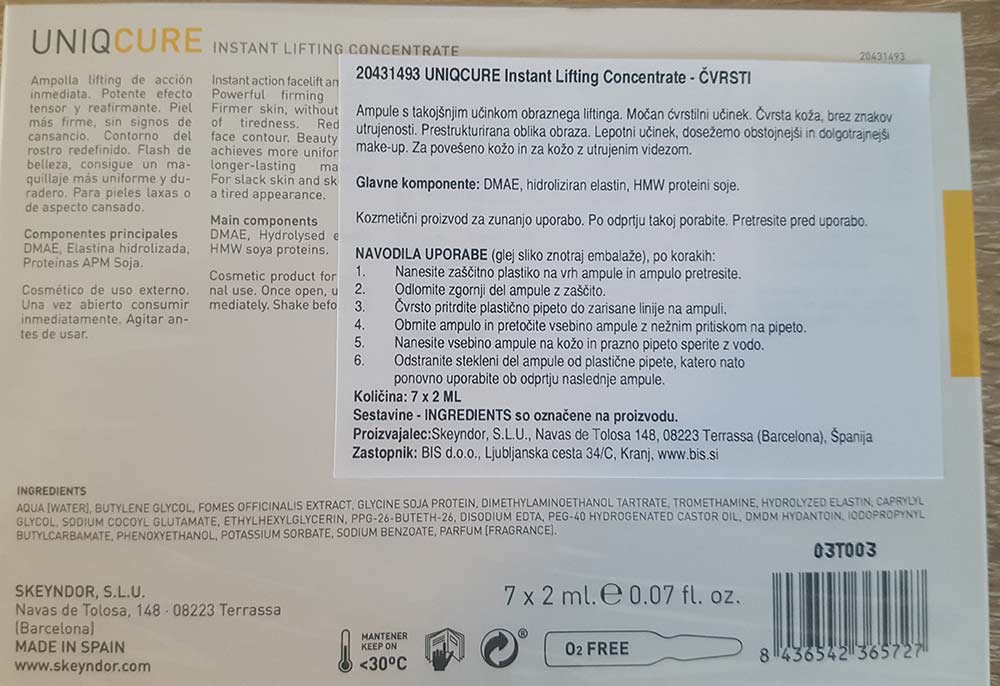 UNIQCURE INSTANT LIFTING CONCENTRATE
20431493
Ampolla lifting de acción
inmediata. Potente efecto
tensor y reafirmante. Piel
más firme, sin signos de
cansancio. Contorno del
rostro redefinido. Flash de
belleza, consigue un ma-
quillaje más uniforme y du-
radero. Para pieles laxas o
de aspecto cansado.
Componentes principales
DMAE, Elastina hidrolizada,
Proteínas APM Soja.
Cosmético de uso externo.
Una vez abierto consumir
inmediatamente. Agitar an-
tes de usar.
Instant action facelift am
Powerful firming
Firmer skin, without
of tiredness. Red
face contour. Beauty
achieves more unifor
longer-lasting ma
For slack skin and sk
a tired appearance.
Main components
DMAE, Hydrolysed e
HMW soya proteins.
Cosmetic product for
nal use. Once open, u
mediately. Shake befo
20431493 UNIQCURE Instant Lifting Concentrate - ČVRSTI
Ampule s takojšnjim učinkom obraznega liftinga. Močan ćvrstilni učinek. Čvrsta koža, brez znakov
utrujenosti. Prestrukturirana oblika obraza. Lepotni učinek, dosežemo obstojnejši in dolgotrajnejši
make-up. Za povešeno kožo in za kožo z utrujenim videzom.
Glavne komponente: DMAE, hidroliziran elastin, HMW proteini soje.
Kozmetični proizvod za zunanjo uporabo. Po odprtju takoj porabite. Pretresite pred uporabo.
NAVODILA UPORABE (glej sliko znotraj embalaže), po korakih:
1. Nanesite zaščitno plastiko na vrh ampule in ampulo pretresite.
2. Odlomite zgornji del ampule z zaščito.
3. Čvrsto pritrdite plastično pipeto do zarisane linije na ampuli.
4. Obrnite ampulo in pretočite vsebino ampule z nežnim pritiskom na pipeto.
5. Nanesite vsebino ampule na kožo in prazno pipeto sperite z vodo.
6. Odstranite stekleni del ampule od plastične pipete, katero nato
ponovno uporabite ob odprtju naslednje ampule.
Količina: 7 x 2 ML
Sestavine - INGREDIENTS so označene na proizvodu.
Proizvajalec:Skeyndor, S.L.U., Navas de Tolosa 148, 08223 Terrassa (Barcelona), Španija
Zastopnik: BIS d.o.o., Ljubljanska cesta 34/C, Kranj, www.bis.si
INGREDIENTS
AQUA (WATER), BUTYLENE GLYCOL, FOMES OFFICINALIS EXTRACT, GLYCINE SOJA PROTEIN, DIMETHYLAMINOETHANOL TARTRATE, TROMETHAMINE, HYDROLYZED ELASTIN, CAPRYLYL
GLYCOL, SODIUM COCOYL GLUTAMATE, ETHYLHEXYLGLYCERIN, PPG-26-BUTETH-26, DISODIUM EDTA, PEG-40 HYDROGENATED CASTOR OIL, DMDM HYDANTOIN, IODOPROPYNYL
BUTYLCARBAMATE, PHENOXYETHANOL, POTASSIUM SORBATE, SODIUM BENZOATE, PARFUM (FRAGRANCE).
03T003
SKEYNDOR, S.L.U.
Navas de Tolosa, 148 · 08223 Terrassa
(Barcelona)
MADE IN SPAIN
www.skeyndor.com
7 x 2 ml. e 0.07 fl. oz.
MANTENER
KEEP ON
<30ºC
®
O2 FREE
8 436542 365727